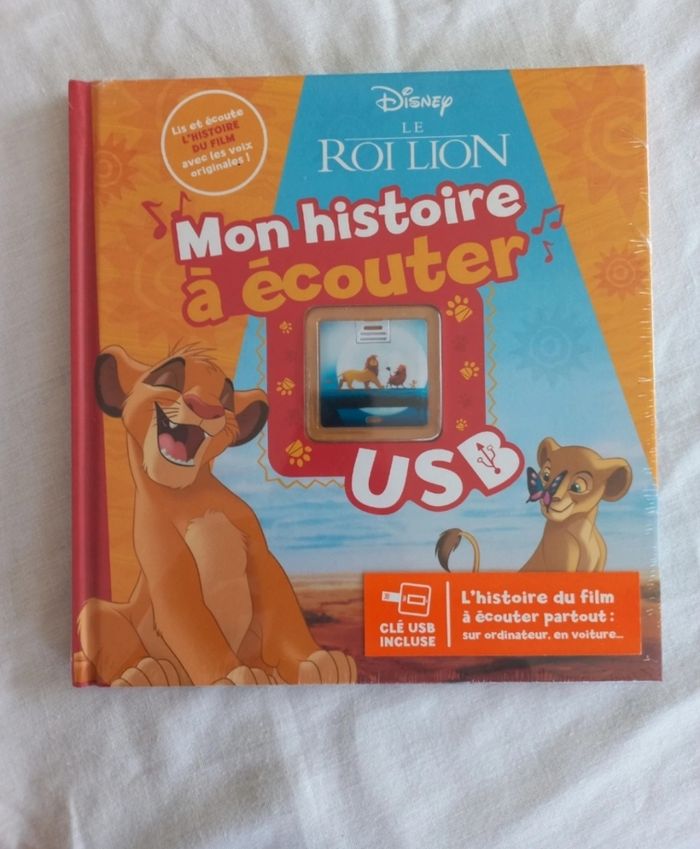 Lis et écoute
L'HISTOIRE
DU FILM
avec les voix
originales !
Disney
LE
ROI LION
Mon histoire
à écouter
USB
CLÉ USB
INCLUSE
L'histoire du film
à écouter partout :
sur ordinateur, en voiture...